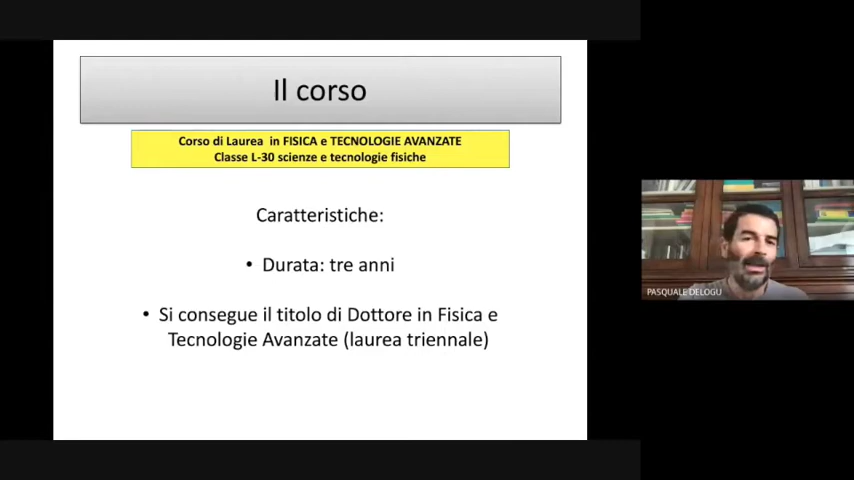 Il corso
Corso di Laurea in FISICA e TECNOLOGIE AVANZATE
Classe L-30 scienze e tecnologie fisiche
Caratteristiche:
• Durata: tre anni
• Si consegue il titolo di Dottore in Fisica e
Tecnologie Avanzate (laurea triennale)
PASQUALE DELOGU